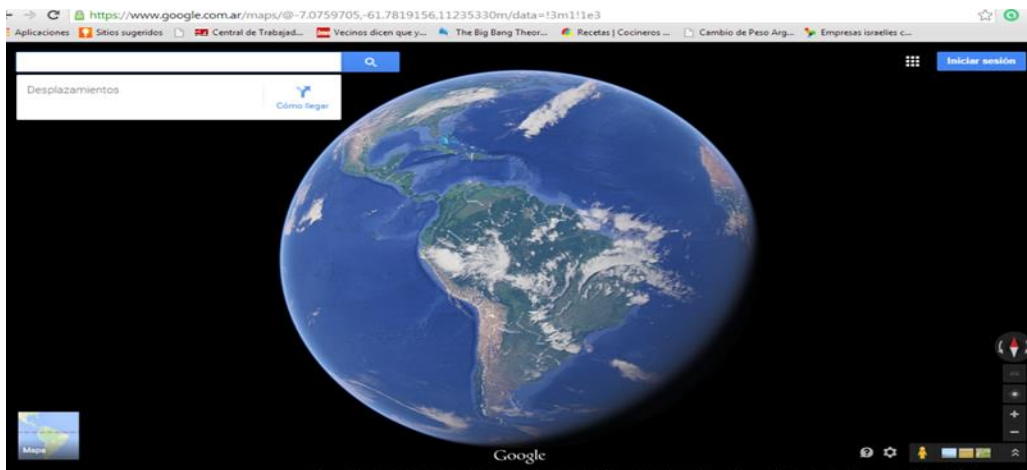 https://www.google.com.ar/maps/@-7.0759705,-61.7819156,11235330m/data=!3m1!1e3
Aplicaciones Sitios sugeridos Central de Trabajad... Vecinos dicen que y... The Big Bang Theor... Recetas | Cocineros ... Cambio de Peso Arg... Empresas israelies c...
Iniciar sesión
Desplazamientos
Cómo llegar
Mapa
Google